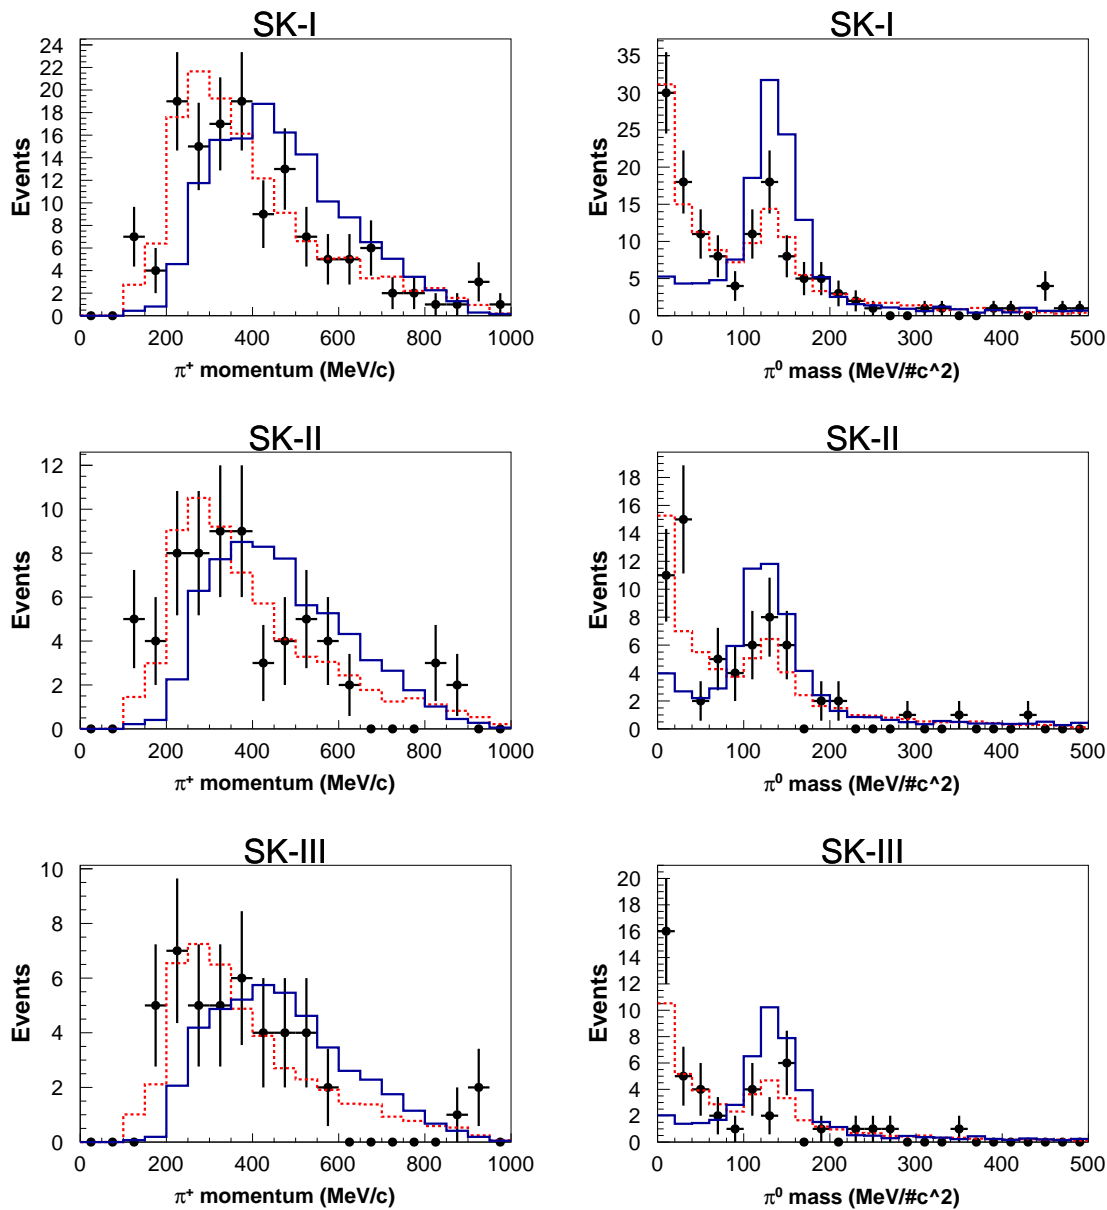 SK-I
24
22
20
18
16
14
12
10
8
6
4
2
0
Events
0 200 400 600 800 1000
π⁺ momentum (MeV/c)
SK-I
35
30
25
20
15
10
5
0
Events
0 100 200 300 400 500
π⁰ mass (MeV/#c^2)
SK-II
12
10
8
6
4
2
0
Events
0 200 400 600 800 1000
π⁺ momentum (MeV/c)
SK-II
18
16
14
12
10
8
6
4
2
0
Events
0 100 200 300 400 500
π⁰ mass (MeV/#c^2)
SK-III
10
8
6
4
2
0
Events
0 200 400 600 800 1000
π⁺ momentum (MeV/c)
SK-III
20
18
16
14
12
10
8
6
4
2
0
Events
0 100 200 300 400 500
π⁰ mass (MeV/#c^2)